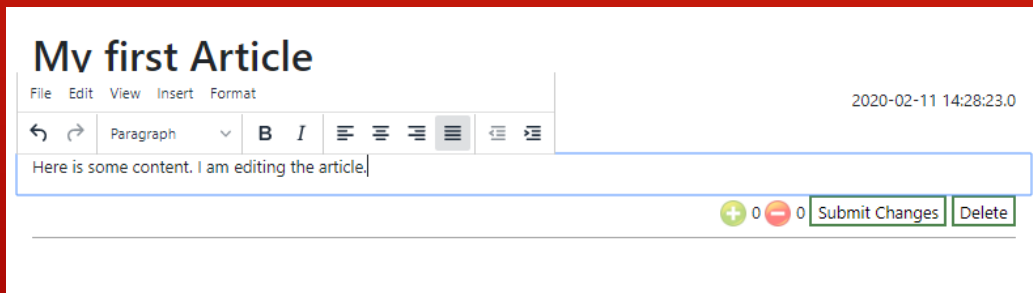 My first Article
File Edit View Insert Format
2020-02-11 14:28:23.0
Paragraph B I
Here is some content. I am editing the article.
0 0 Submit Changes Delete